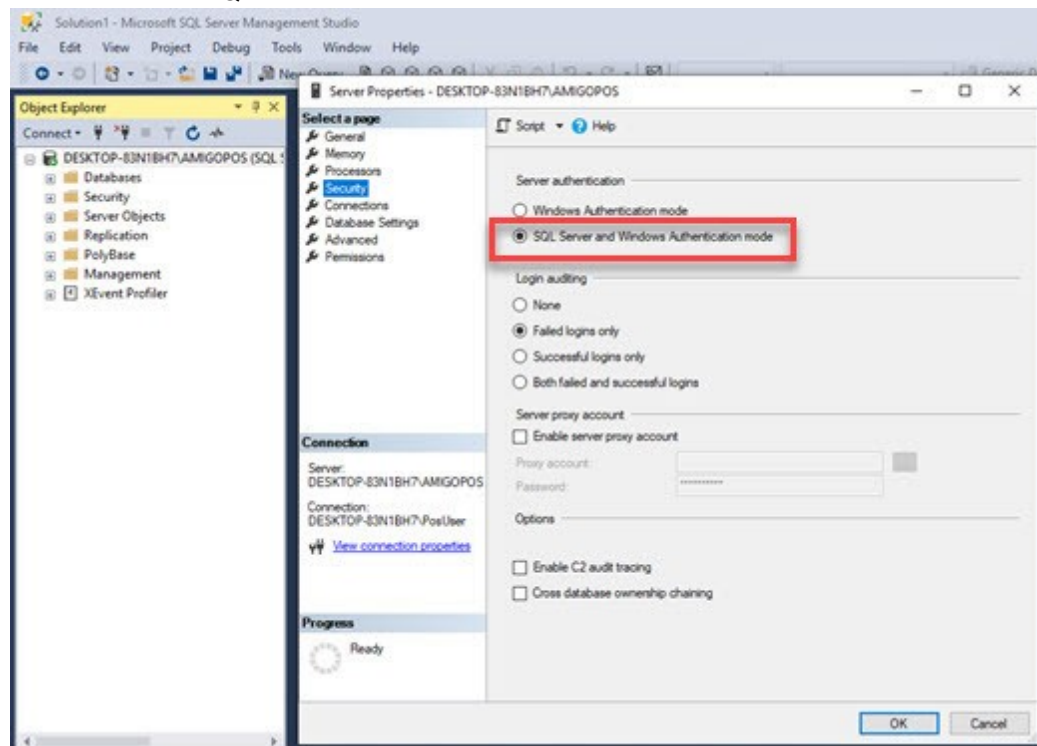 Solution1 - Microsoft SQL Server Management Studio
File Edit View Project Debug Tools Window Help
Object Explorer
Connect
DESKTOP-83N1BH7\AMIGOPOS (SQL S
Databases
Security
Server Objects
Replication
PolyBase
Management
XEvent Profiler
Server Properties - DESKTOP-83N1BH7\AMIGOPOS
Select a page
General
Memory
Processors
Security
Connections
Database Settings
Advanced
Permissions
Connection
Server:
DESKTOP-83N1BH7\AMIGOPOS
Connection:
DESKTOP-83N1BH7\PosUser
View connection properties
Progress
Ready
Script Help
Server authentication
Windows Authentication mode
SQL Server and Windows Authentication mode
Login auditing
None
Failed logins only
Successful logins only
Both failed and successful logins
Server proxy account
Enable server proxy account
Proxy account:
Password: **********
Options
Enable C2 audit tracing
Cross database ownership chaining
OK Cancel